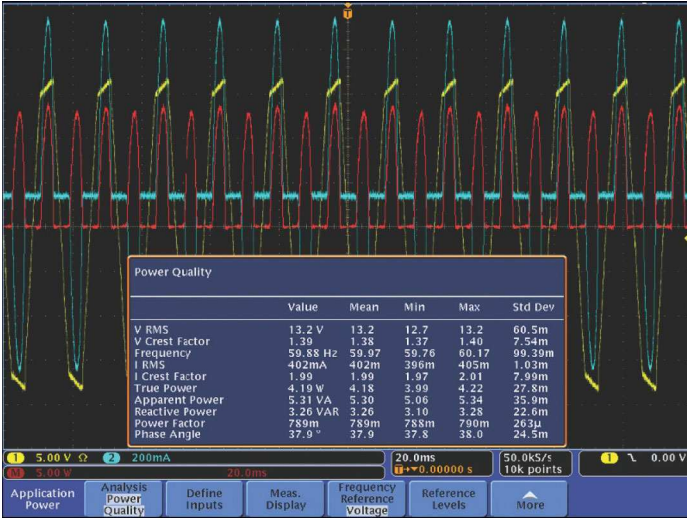 T
Power Quality
Value Mean Min Max Std Dev
V RMS 13.2 V 13.2 12.7 13.2 60.5m
V Crest Factor 1.39 1.38 1.37 1.40 7.54m
Frequency 59.88 Hz 59.97 59.76 60.17 99.39m
I RMS 402mA 402m 396m 405m 1.03m
I Crest Factor 1.99 1.99 1.97 2.01 7.99m
True Power 4.19 W 4.18 3.99 4.22 27.8m
Apparent Power 5.31 VA 5.30 5.06 5.34 35.9m
Reactive Power 3.26 VAR 3.26 3.10 3.28 22.6m
Power Factor 789m 789m 788m 790m 263µ
Phase Angle 37.9 ° 37.9 37.8 38.0 24.5m
1 5.00 V Ω 2 200mA 20.0ms 50.0kS/s 1 0.00 V
M 5.00 W 20.0ms T→▼0.00000 s 10k points
Application Power
Analysis Power Quality
Define Inputs
Meas. Display
Frequency Reference Voltage
Reference Levels
More